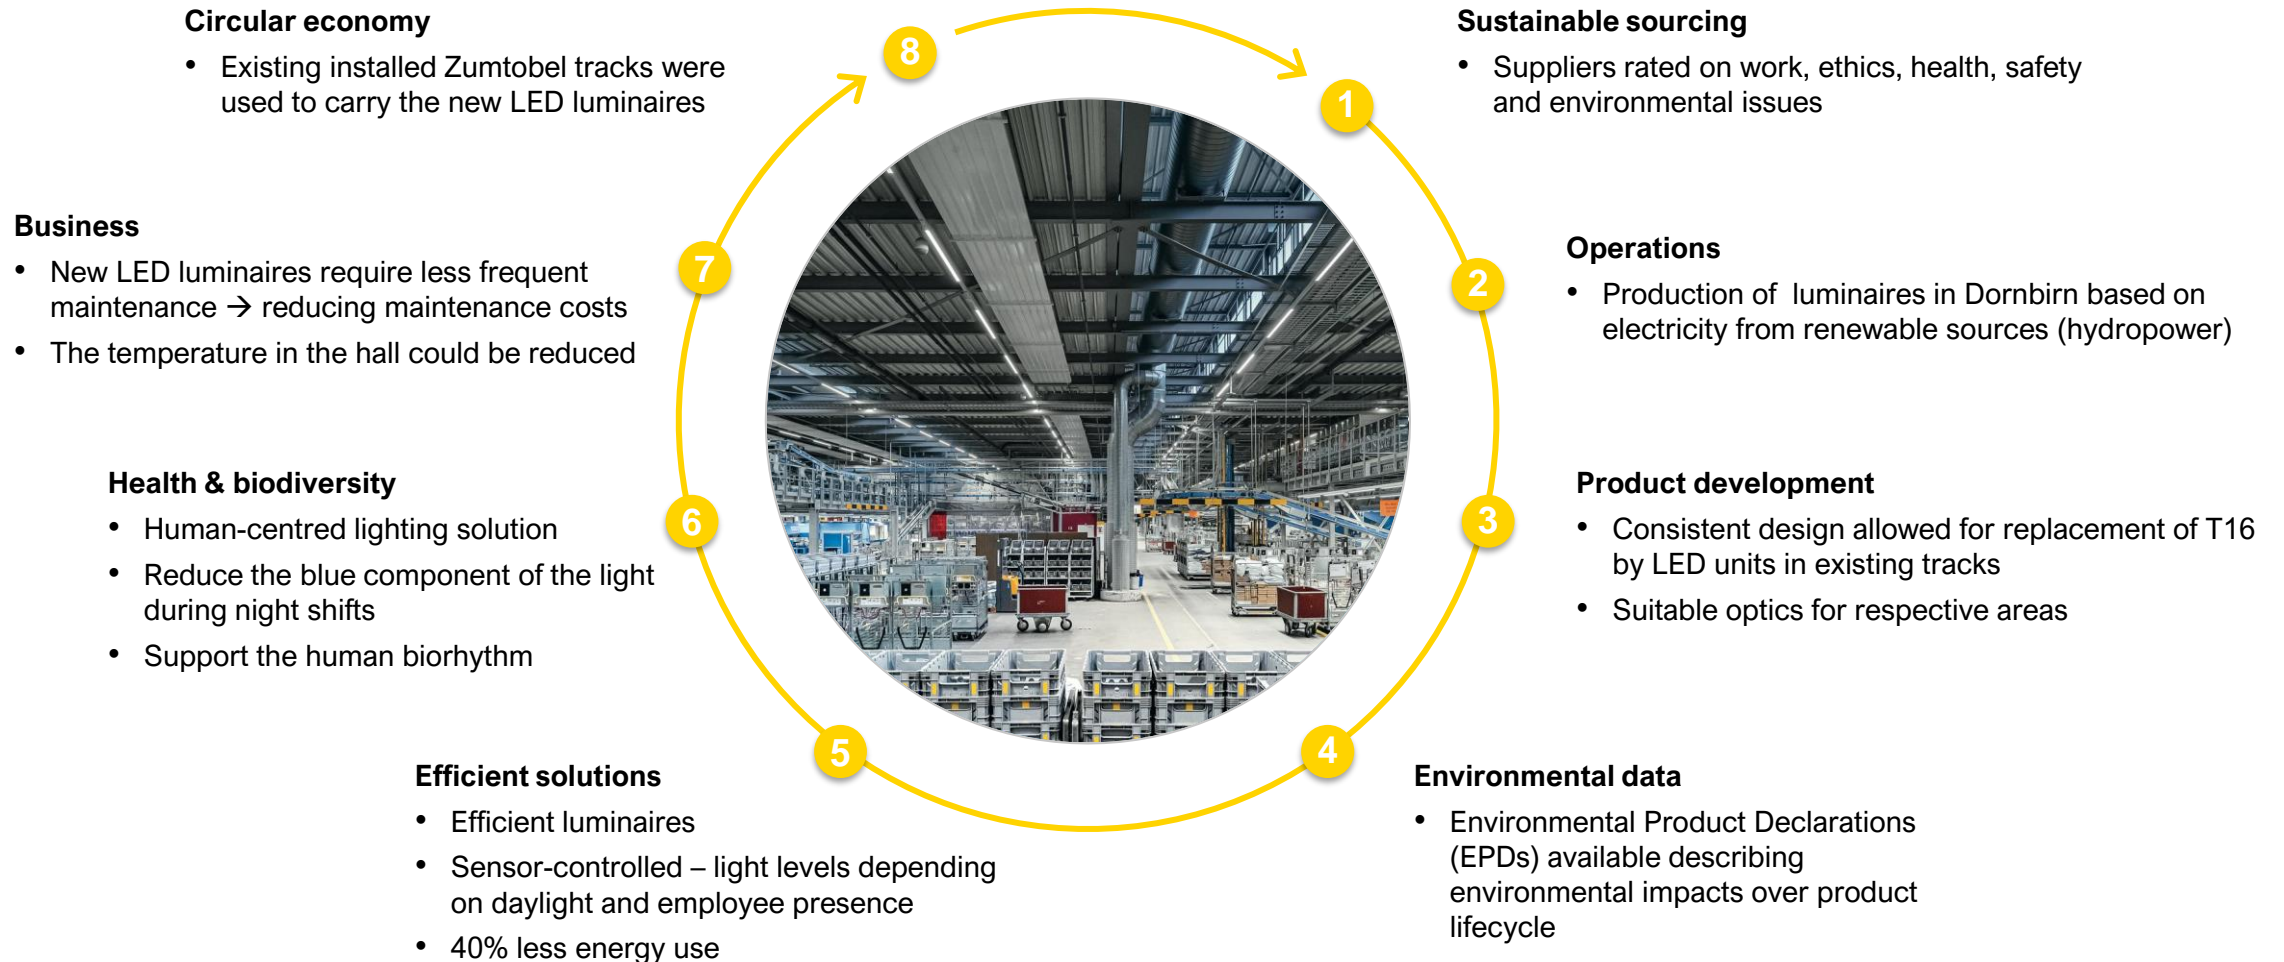 Circular economy
• Existing installed Zumtobel tracks were
used to carry the new LED luminaires
8
Sustainable sourcing
• Suppliers rated on work, ethics, health, safety
and environmental issues
1
Operations
• Production of  luminaires in Dornbirn based on
electricity from renewable sources (hydropower)
2
Product development
• Consistent design allowed for replacement of T16
by LED units in existing tracks
• Suitable optics for respective areas
3
Environmental data
• Environmental Product Declarations
(EPDs) available describing
environmental impacts over product
lifecycle
4
Efficient solutions
• Efficient luminaires
• Sensor-controlled – light levels depending
on daylight and employee presence
• 40% less energy use
5
Health & biodiversity
• Human-centred lighting solution
• Reduce the blue component of the light
during night shifts
• Support the human biorhythm
6
Business
• New LED luminaires require less frequent
maintenance → reducing maintenance costs
• The temperature in the hall could be reduced
7